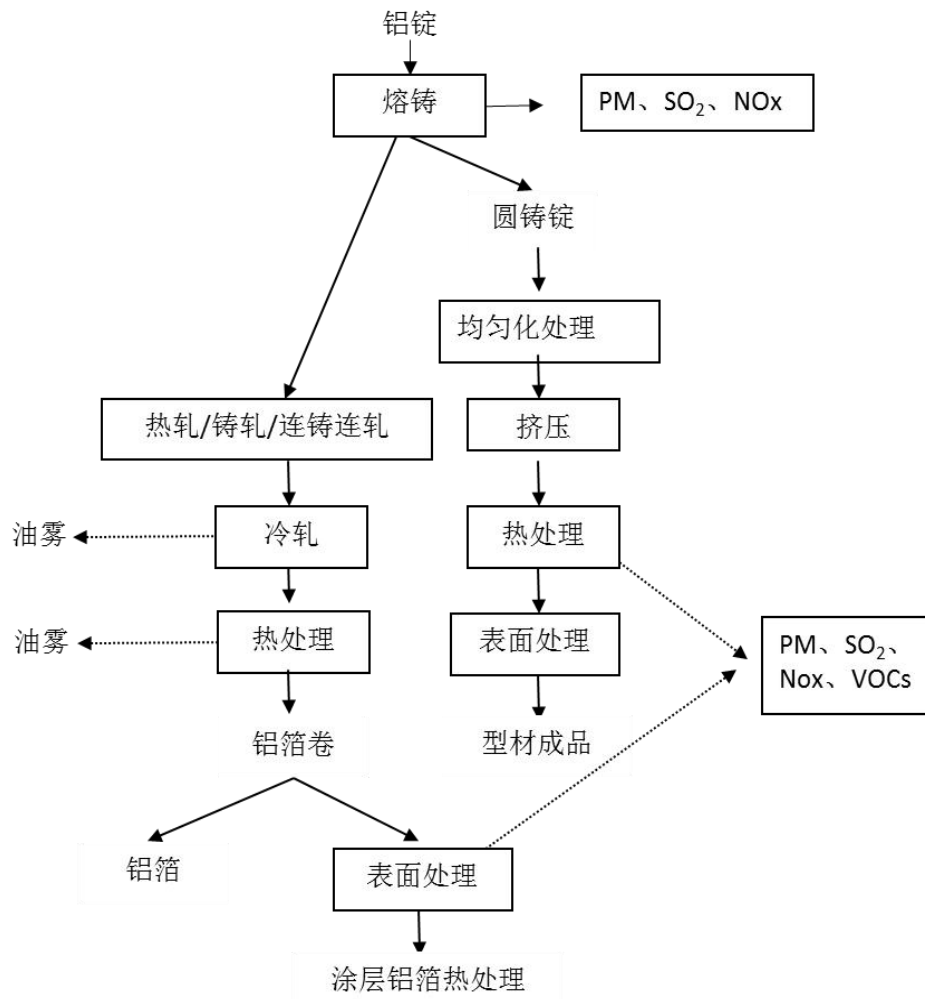 铝锭
熔铸
PM、SO₂、NOx
圆铸锭
均匀化处理
热轧/铸轧/连铸连轧
挤压
油雾
冷轧
热处理
油雾
热处理
表面处理
PM、SO₂、
Nox、VOCs
铝箔卷
型材成品
铝箔
表面处理
涂层铝箔热处理